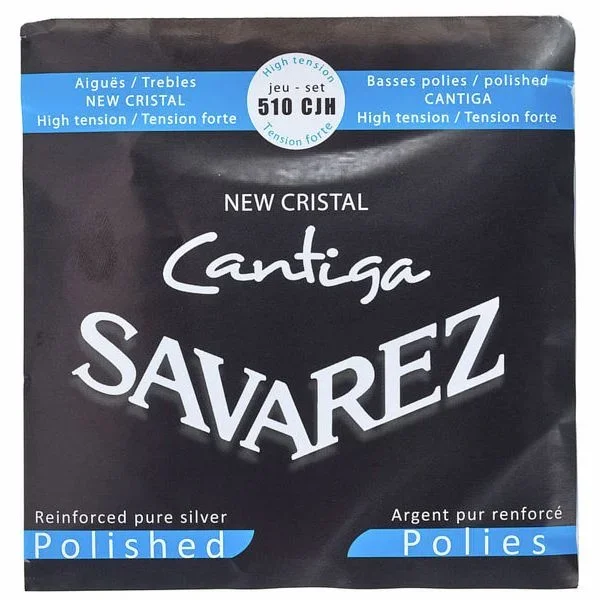 High tension
jeu - set
510 CJH
Tension forte
Aiguës / Trebles
NEW CRISTAL
High tension / Tension forte
Basses polies / polished
CANTIGA
High tension / Tension forte
NEW CRISTAL
Cantiga
SAVAREZ
Reinforced pure silver
Polished
Argent pur renforcé
Polies